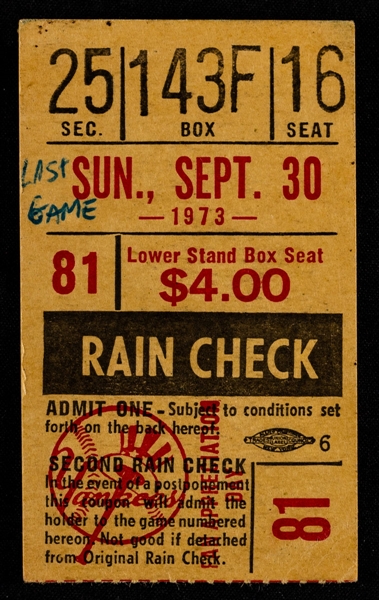 25 143F 16
SEC. BOX SEAT
LAST
GAME
SUN., SEPT. 30
— 1973 —
81
Lower Stand Box Seat
$4.00
RAIN CHECK
ADMIT ONE - Subject to conditions set
forth on the back hereof.
6
SECOND RAIN CHECK
In the event of a postponement
this coupon will admit the
holder to the game numbered
hereon. Not good if detached
from Original Rain Check.
Yankees
APPRECIATION
DAY
81